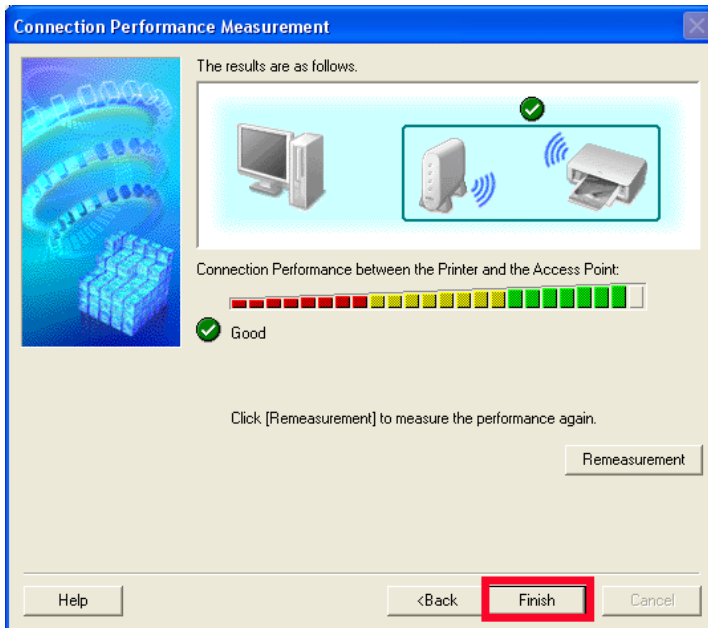 Connection Performance Measurement
The results are as follows.
Connection Performance between the Printer and the Access Point:
Good
Click [Remeasurement] to measure the performance again.
Remeasurement
Help
<Back
Finish
Cancel